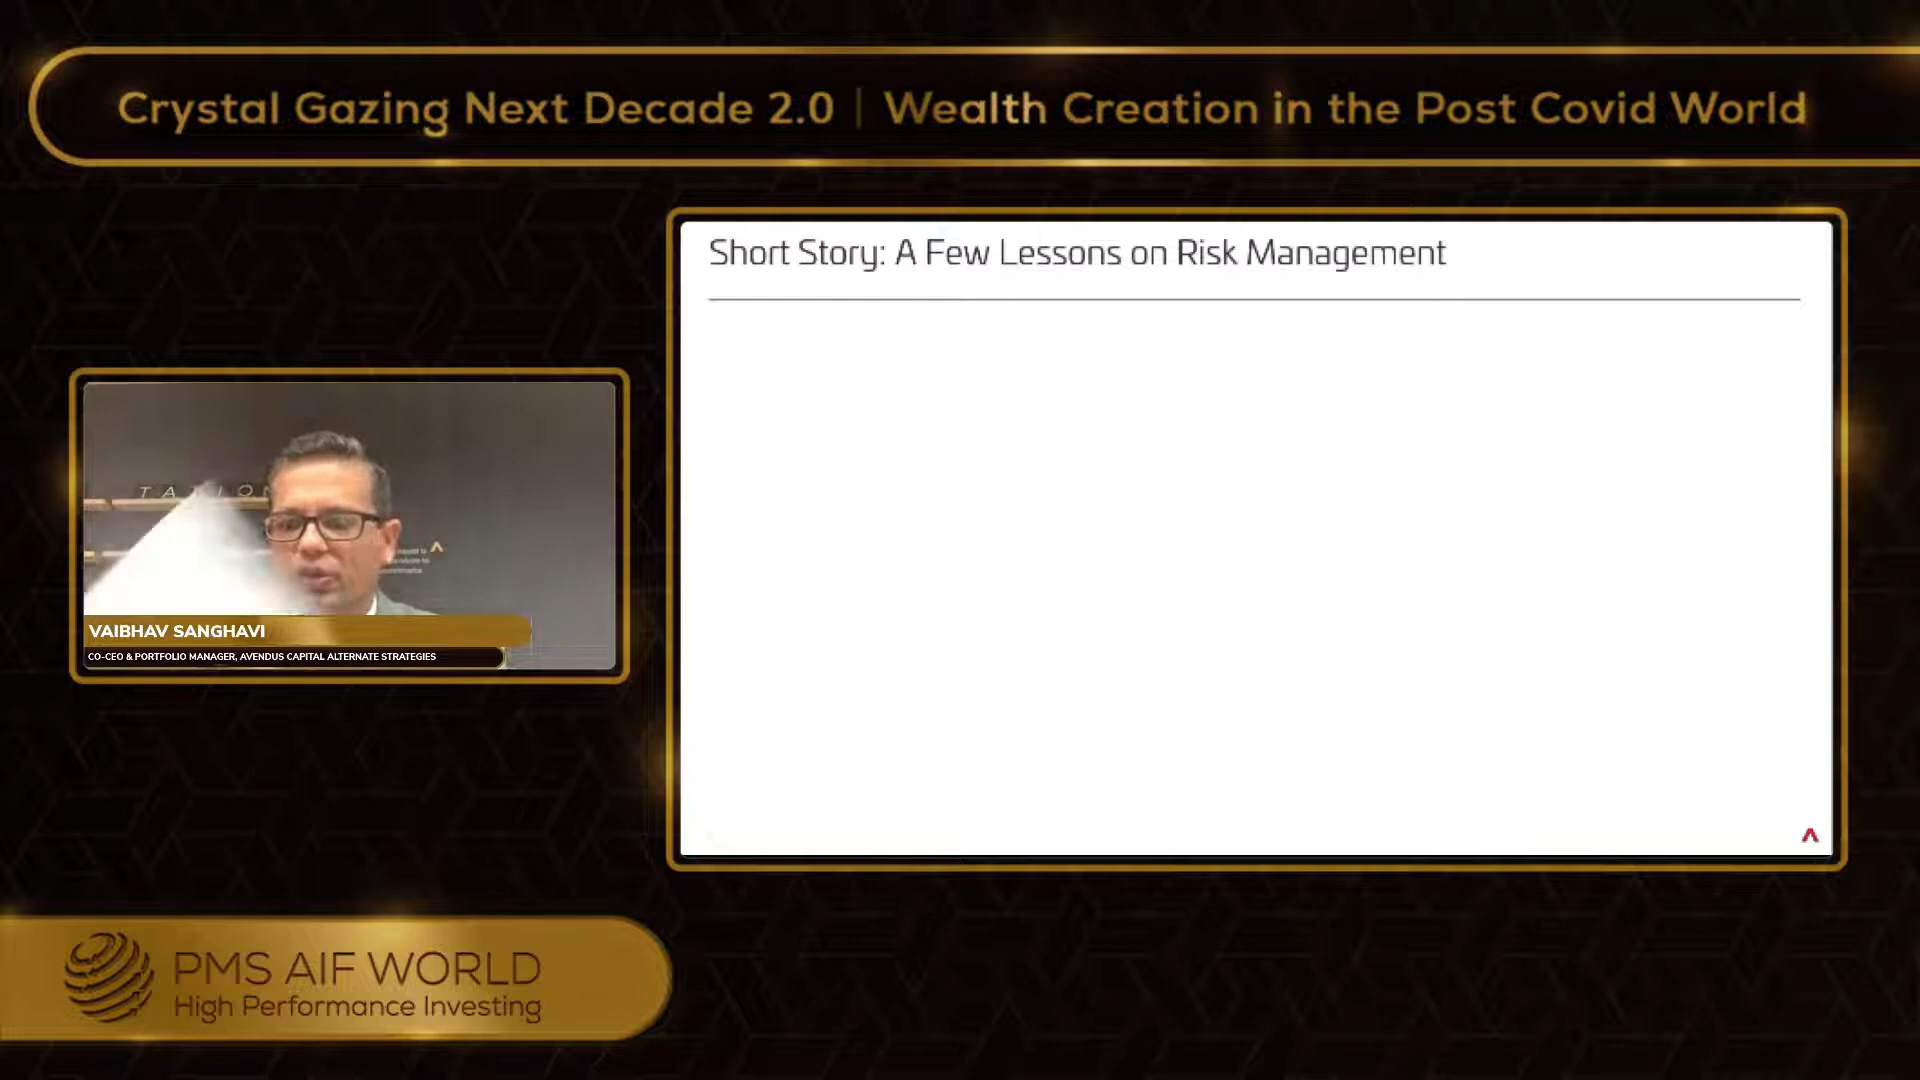 Crystal Gazing Next Decade 2.0 | Wealth Creation in the Post Covid World
Short Story: A Few Lessons on Risk Management
TATION
VAIBHAV SANGHAVI
CO-CEO & PORTFOLIO MANAGER, AVENDUS CAPITAL ALTERNATE STRATEGIES
PMS AIF WORLD
High Performance Investing